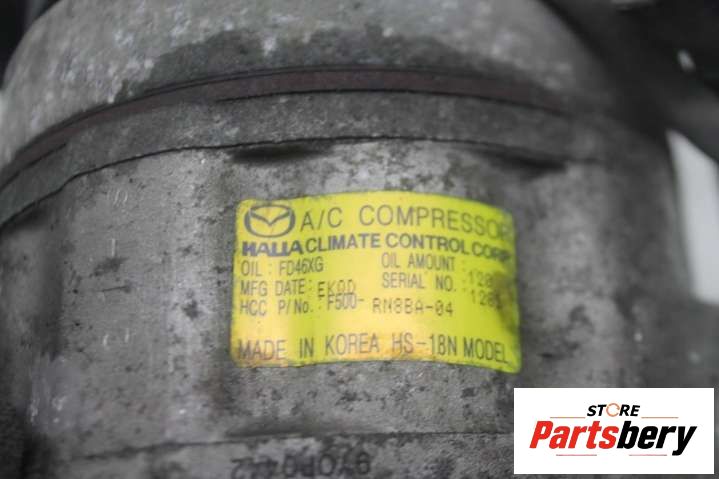 A/C COMPRESSOR
HALLA CLIMATE CONTROL CORP
OIL : FD46XG OIL AMOUNT : 120
MFG DATE: EK0D SERIAL NO.
HCC P/No. : F500- RN8BA-04
MADE IN KOREA HS-18N MODEL
STORE
Partsbery